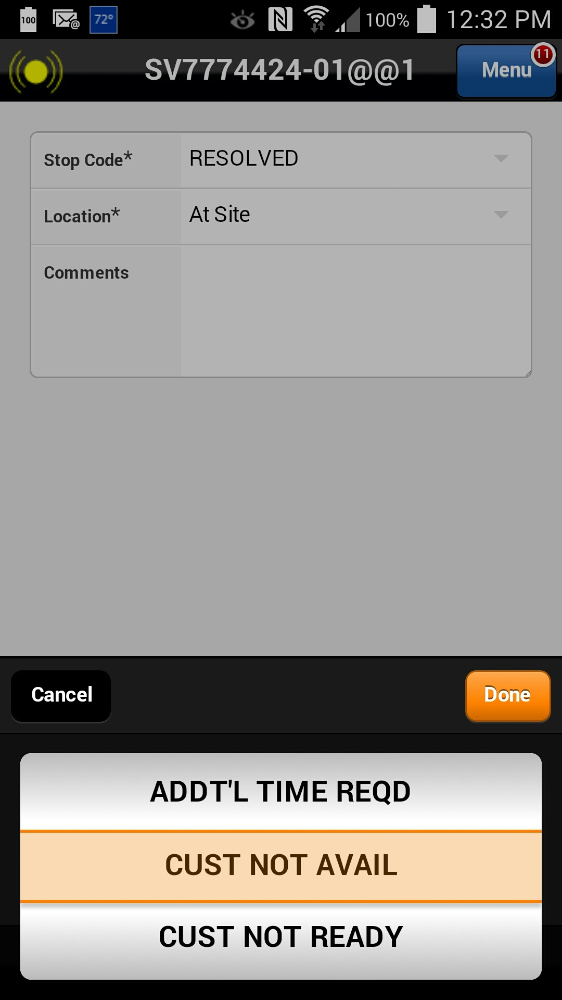 100 @ 72° 100% 12:32 PM
SV7774424-01@@1 Menu 11
Stop Code* RESOLVED
Location* At Site
Comments
Cancel Done
ADDT'L TIME REQD
CUST NOT AVAIL
CUST NOT READY